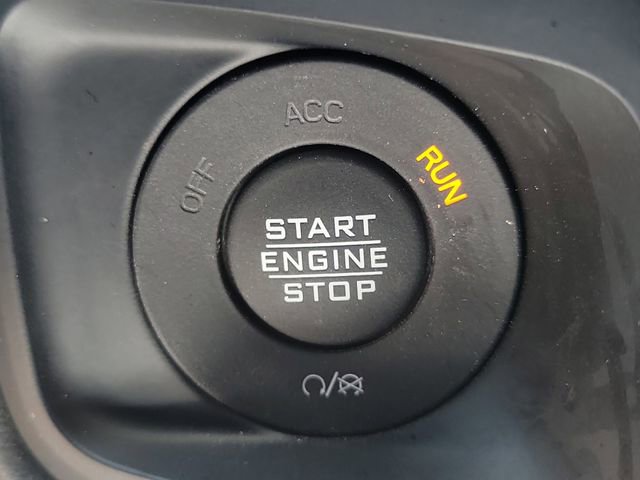 ACC
OFF
RUN
START
ENGINE
STOP